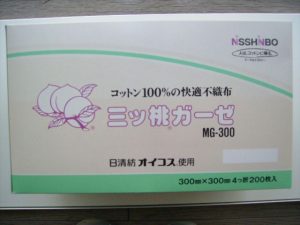 NISSHINBO
コットン100%の快適不織布
三ッ桃®ガーゼ
MG-300
日清紡 オイコス®使用
300㎜×300㎜ 4つ折 200枚入